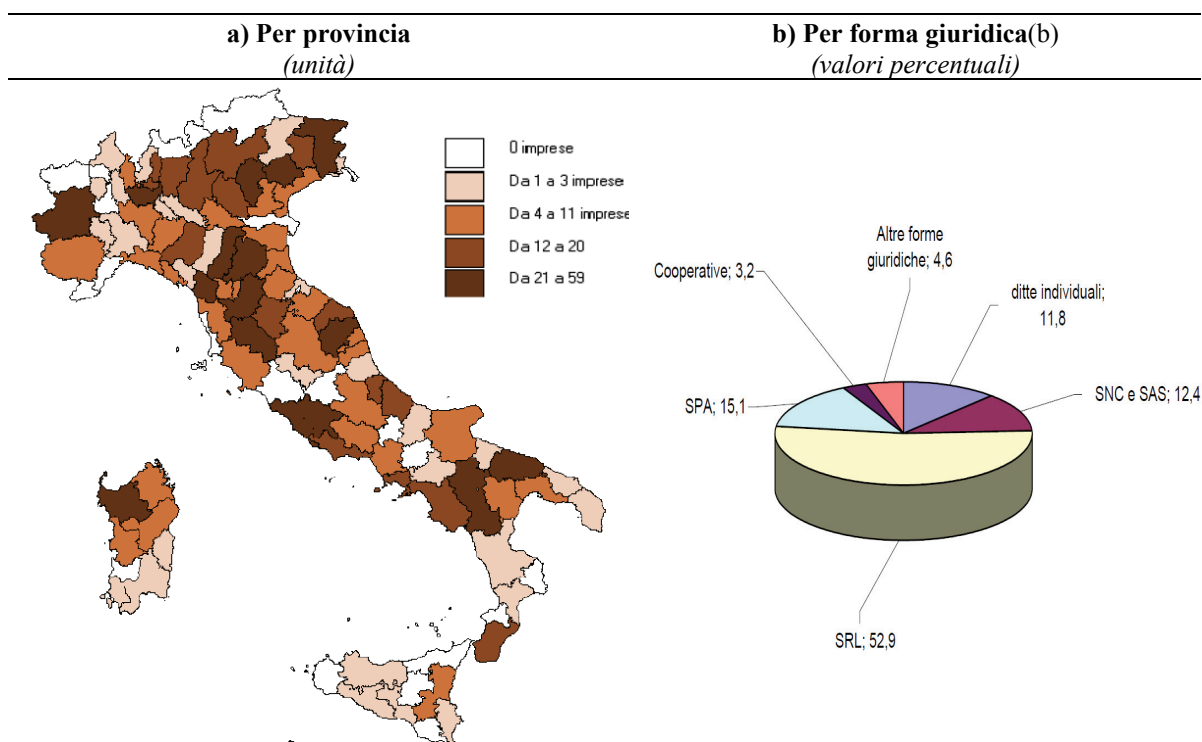 a) Per provincia
(unità)
b) Per forma giuridica(b)
(valori percentuali)
0 imprese
Da 1 a 3 imprese
Da 4 a 11 imprese
Da 12 a 20
Da 21 a 59
Altre forme
giuridiche; 4,6
Cooperative; 3,2
ditte individuali;
11,8
SPA; 15,1
SNC e SAS; 12,4
SRL; 52,9